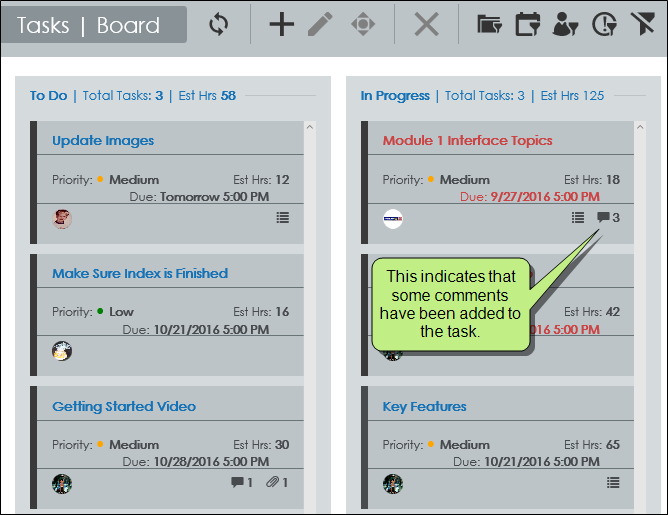 Tasks | Board
To Do | Total Tasks: 3 | Est Hrs 58
Update Images
Priority: Medium Est Hrs: 12
Due: Tomorrow 5:00 PM
Make Sure Index is Finished
Priority: Low Est Hrs: 16
Due: 10/21/2016 5:00 PM
Getting Started Video
Priority: Medium Est Hrs: 30
Due: 10/28/2016 5:00 PM
1 1
In Progress | Total Tasks: 3 | Est Hrs 125
Module 1 Interface Topics
Priority: Medium Est Hrs: 18
Due: 9/27/2016 5:00 PM
3
This indicates that
some comments
have been added to
the task.
Hrs: 42
5:00 PM
Key Features
Priority: Medium Est Hrs: 65
Due: 10/21/2016 5:00 PM